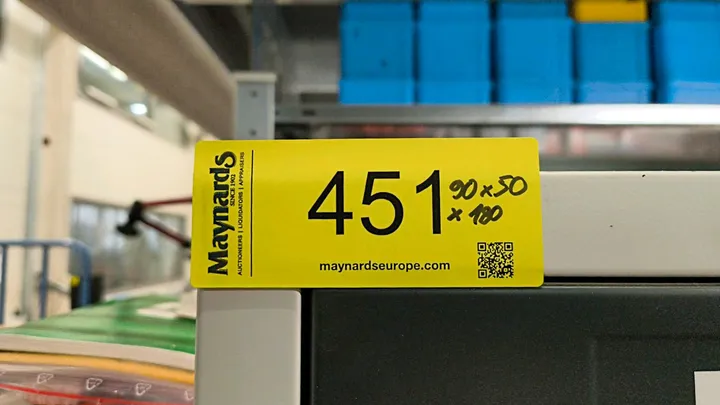 Maynards
SINCE 1902
AUCTIONEERS | LIQUIDATORS | APPRAISERS
451
90 x 50
x 180
maynardseurope.com